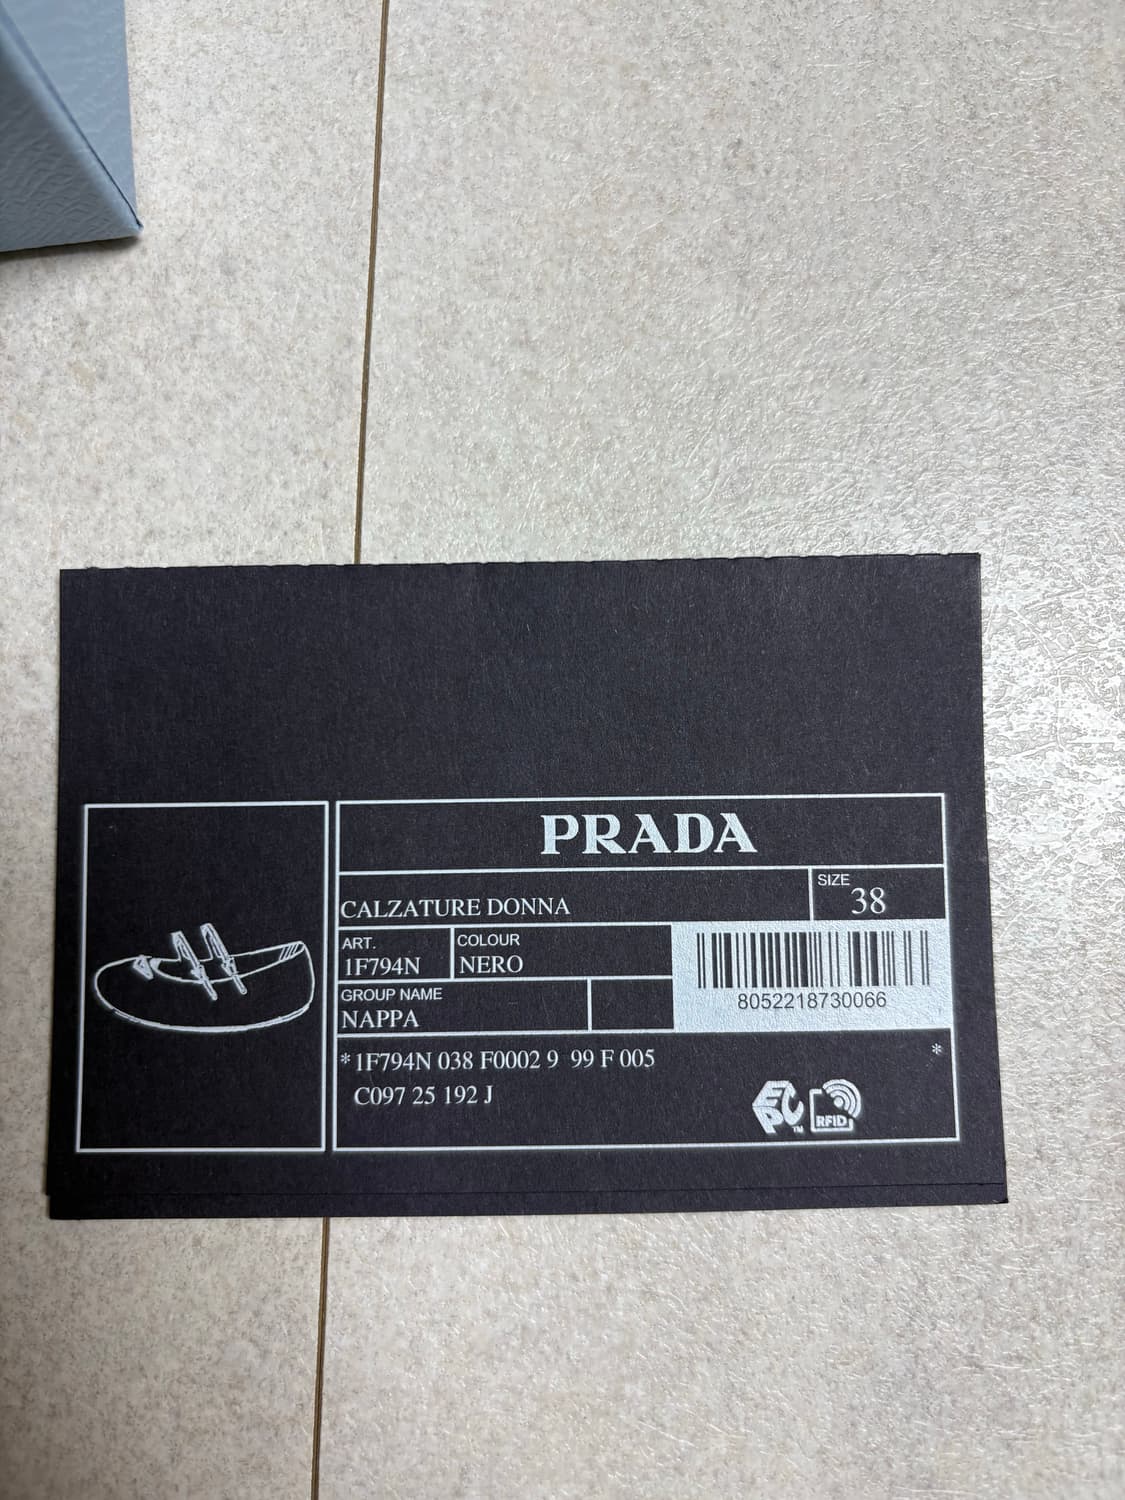 PRADA
CALZATURE DONNA
SIZE
38
ART.
1F794N
COLOUR
NERO
GROUP NAME
NAPPA
8052218730066
*1F794N 038 F0002 9 99 F 005 *
C097 25 192 J
EPC™
RFID